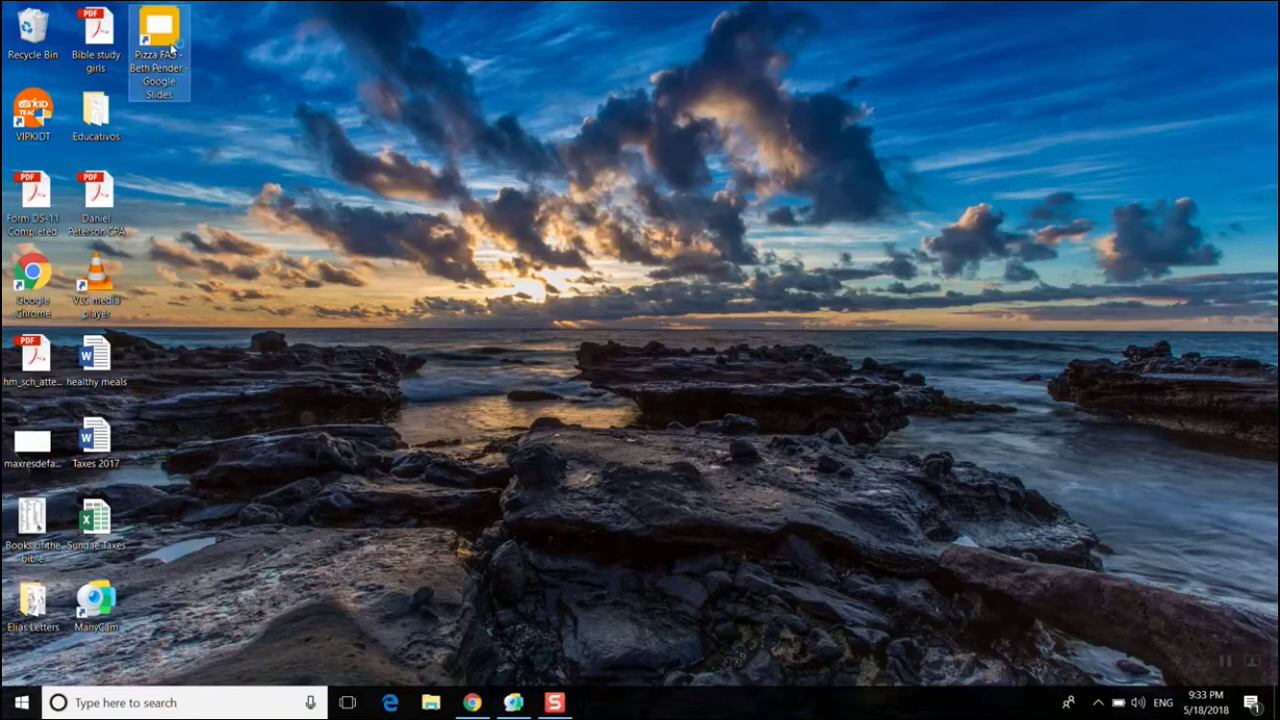 Recycle Bin
Bible study
girls
Pizza FAS -
Beth Pender -
Google
Slides
VIPKIDT
Educativos
Form DS-11
Completed
Daniel
Peterson CPA
Google
Chrome
VLC media
player
hm_sch_atte...
healthy meals
maxresdefa...
Taxes 2017
Books of the
bible
Sundae Taxes
Elias Letters
ManyCam
Type here to search
ENG
9:33 PM
5/18/2018